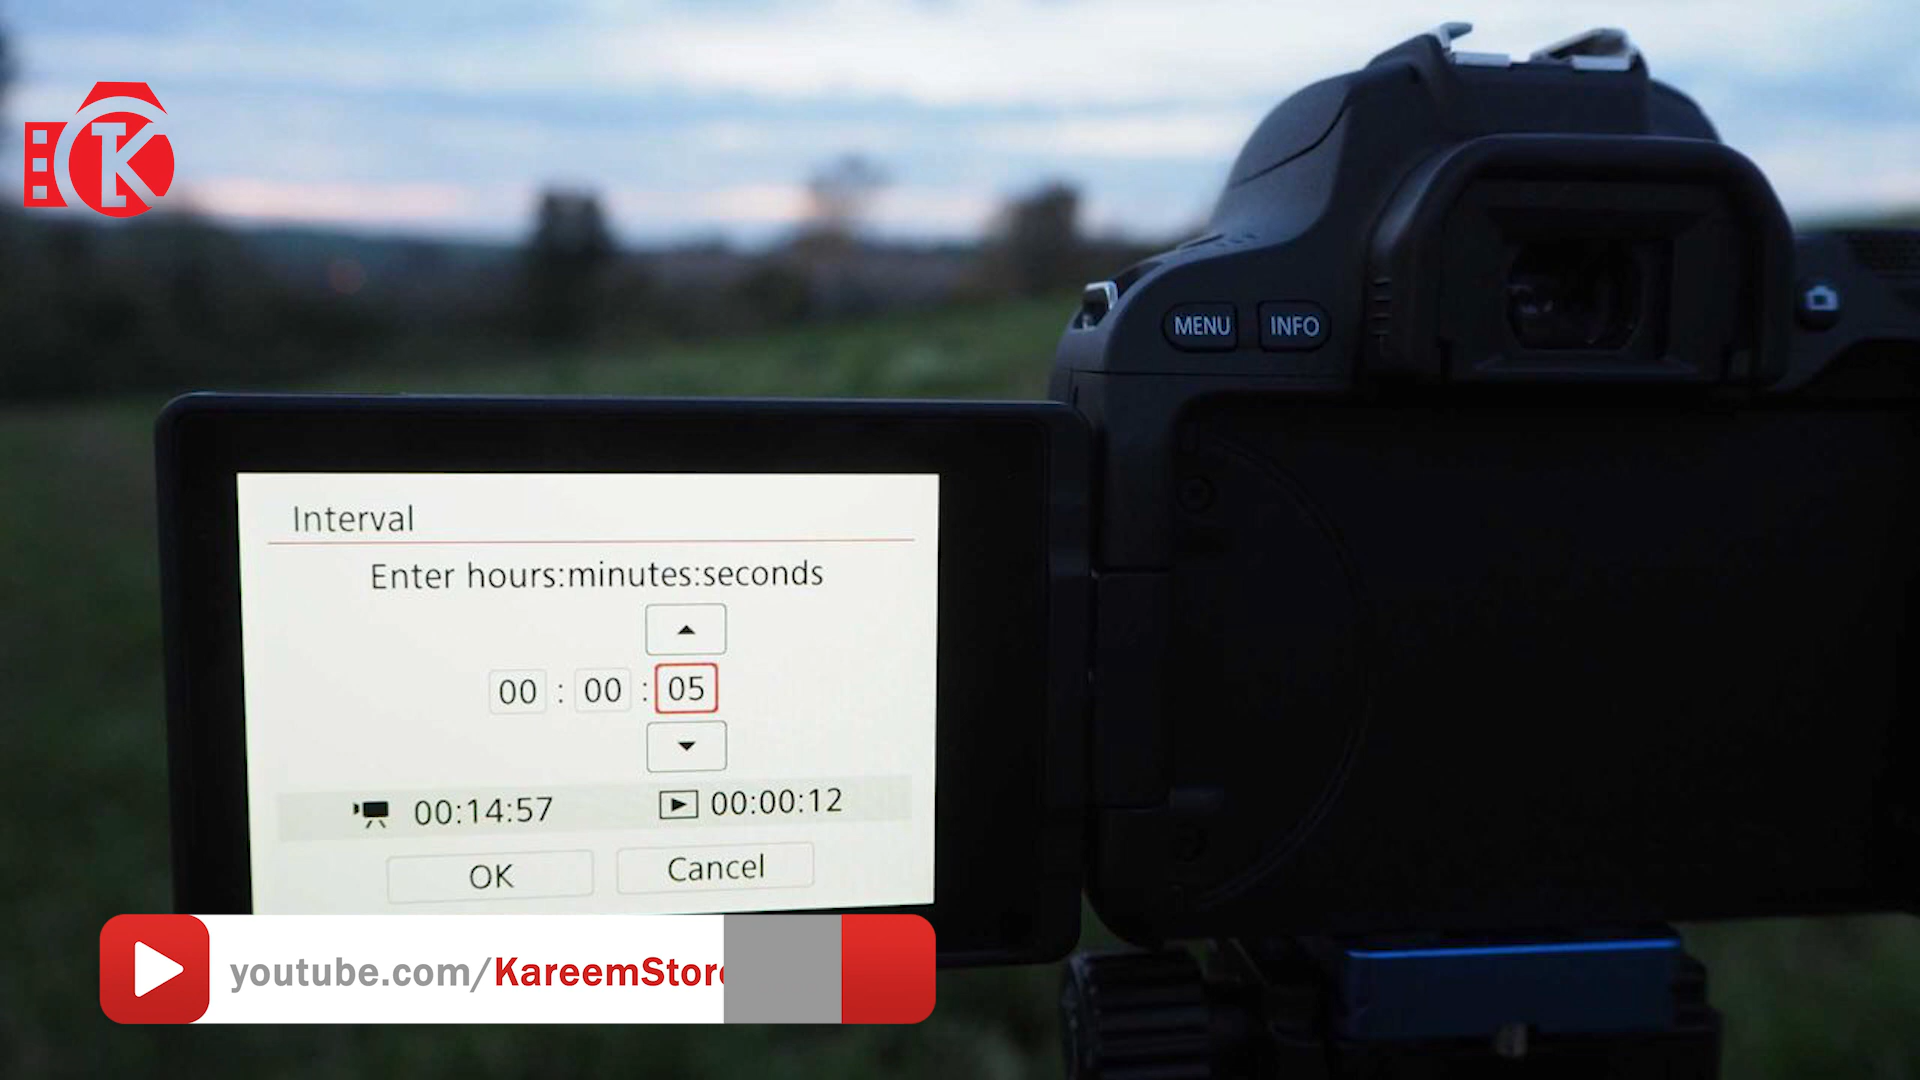 K
MENU INFO
Interval
Enter hours:minutes:seconds
00 : 00 : 05
00:14:57 00:00:12
OK Cancel
youtube.com/KareemStor